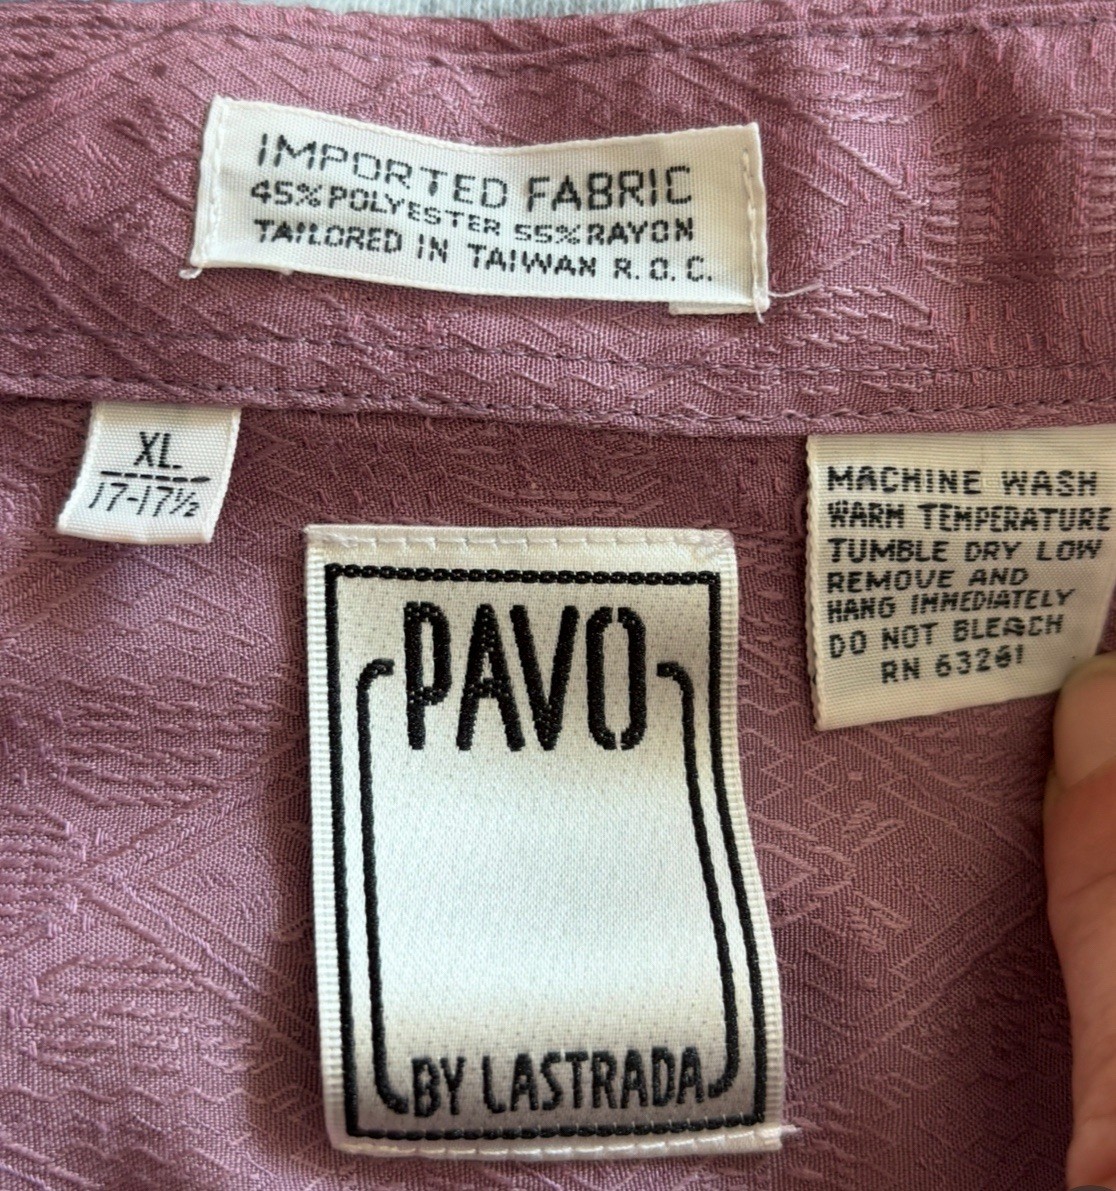 IMPORTED FABRIC
45% POLYESTER 55% RAYON
TAILORED IN TAIWAN R.O.C.
XL
17-17½
MACHINE WASH
WARM TEMPERATURE
TUMBLE DRY LOW
REMOVE AND
HANG IMMEDIATELY
DO NOT BLEACH
RN 63261
PAVO
BY LASTRADA